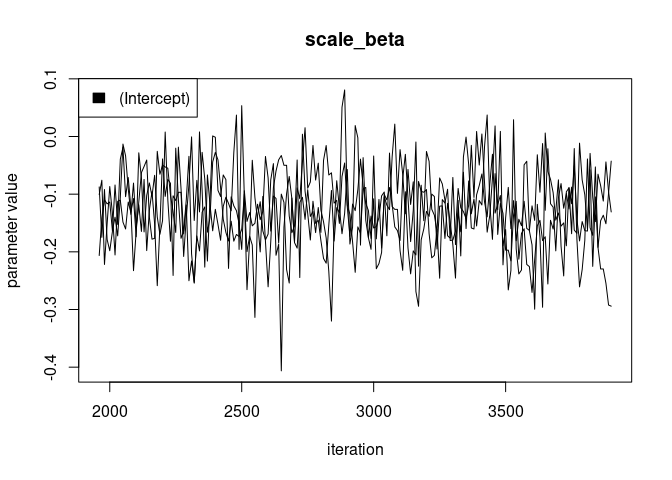 scale_beta
(Intercept)
parameter value
0.1
0.0
-0.1
-0.2
-0.3
-0.4
2000 2500 3000 3500
iteration